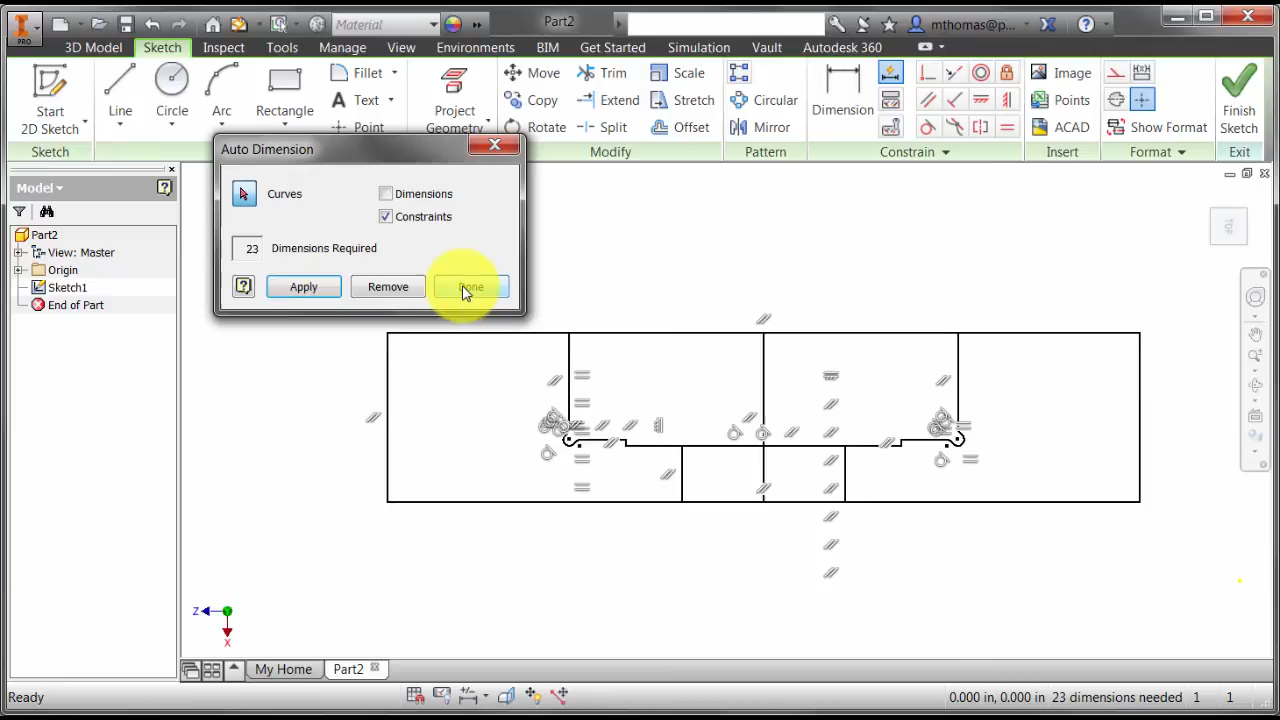 PRO
Material
Part2
mthomas@p...
3D Model Sketch Inspect Tools Manage View Environments BIM Get Started Simulation Vault Autodesk 360
Start
2D Sketch
Line
Circle
Arc
Rectangle
Fillet
Text
Point
Project
Geometry
Move
Copy
Rotate
Trim
Extend
Split
Scale
Stretch
Offset
Circular
Mirror
Dimension
Image
Points
ACAD
Show Format
Finish
Sketch
Sketch
Modify
Pattern
Constrain
Insert
Format
Exit
Auto Dimension
Curves
Dimensions
Constraints
23 Dimensions Required
Apply Remove Done
Model
Part2
View: Master
Origin
Sketch1
End of Part
TOP
Z
X
My Home Part2
Ready
0.000 in, 0.000 in 23 dimensions needed 1 1